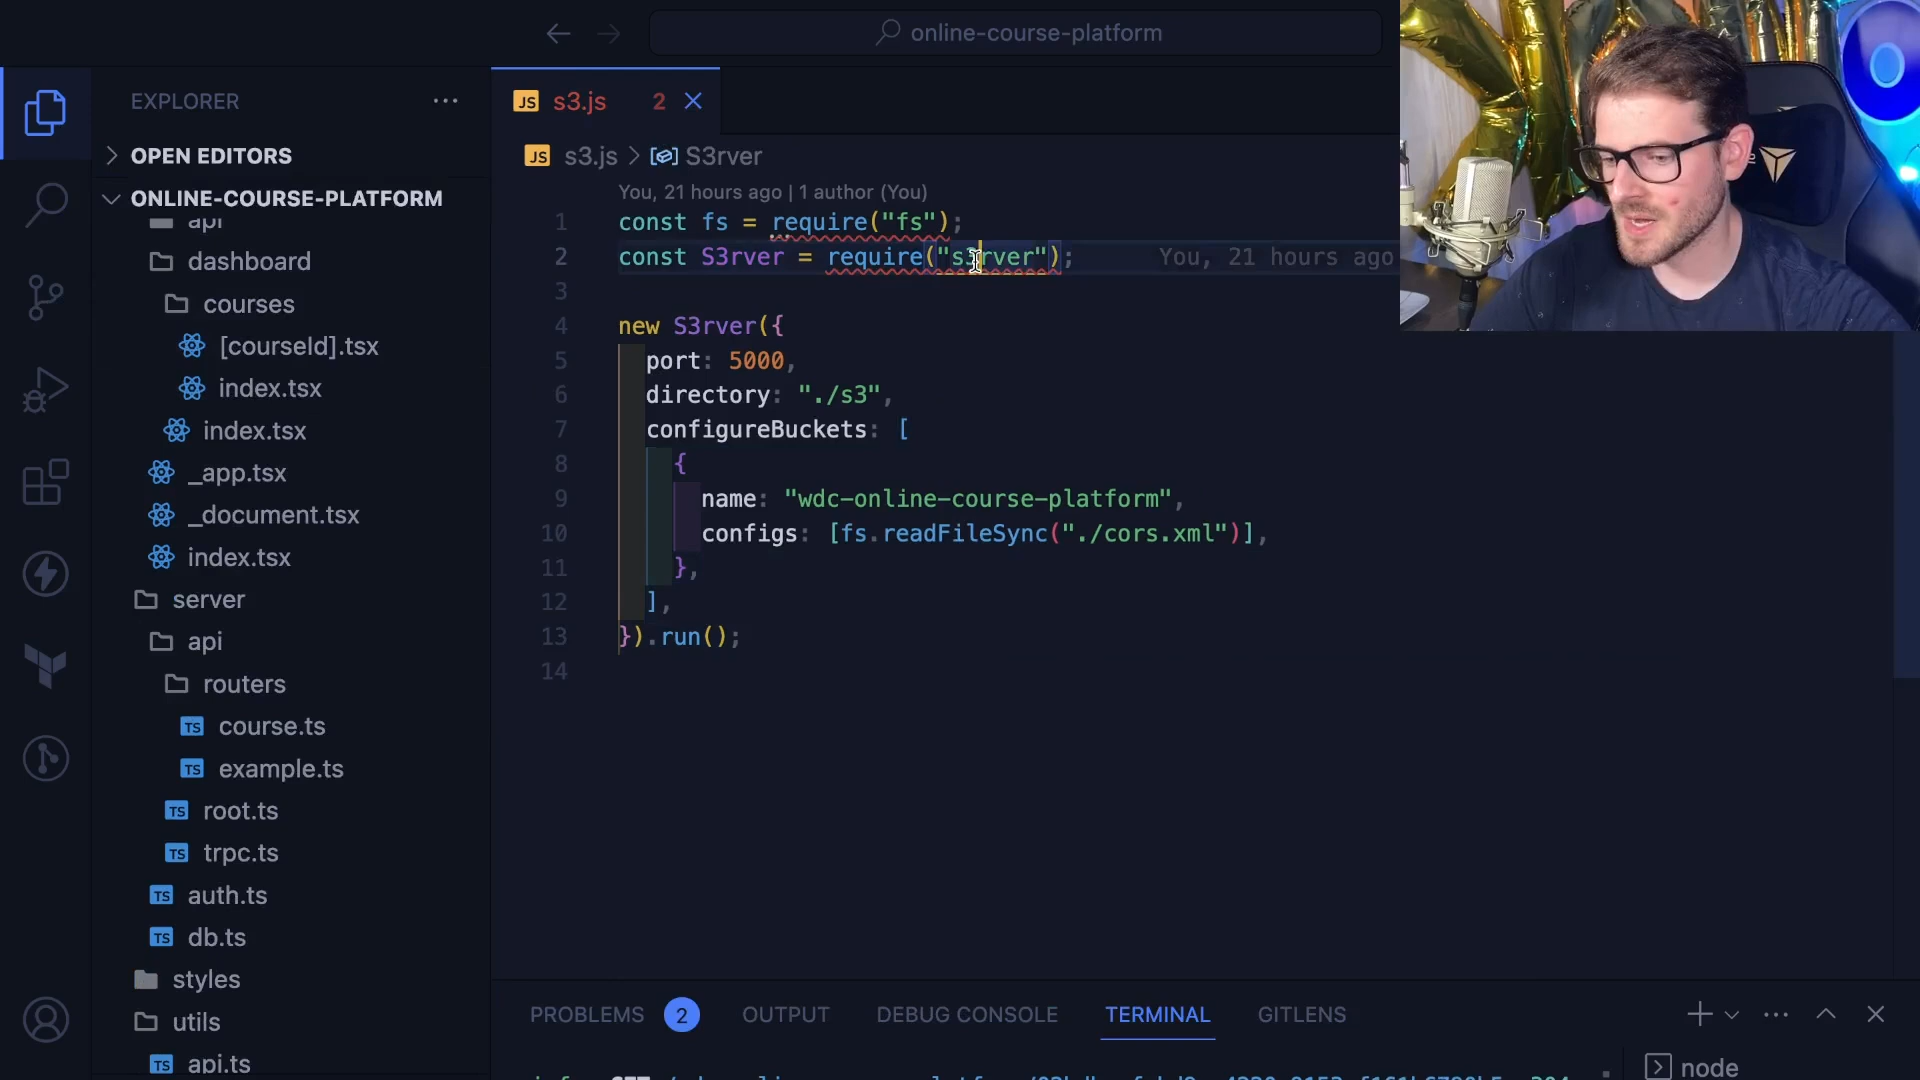 online-course-platform
EXPLORER
OPEN EDITORS
ONLINE-COURSE-PLATFORM
api
dashboard
courses
[courseId].tsx
index.tsx
index.tsx
_app.tsx
_document.tsx
index.tsx
server
api
routers
course.ts
example.ts
root.ts
trpc.ts
auth.ts
db.ts
styles
utils
api.ts
JS s3.js 2
JS s3.js > S3rver
You, 21 hours ago | 1 author (You)
1 const fs = require("fs");
2 const S3rver = require("s3rver"); You, 21 hours ago
3
4 new S3rver({
5 port: 5000,
6 directory: "./s3",
7 configureBuckets: [
8 {
9 name: "wdc-online-course-platform",
10 configs: [fs.readFileSync("./cors.xml")],
11 },
12 ],
13 }).run();
14
PROBLEMS 2 OUTPUT DEBUG CONSOLE TERMINAL GITLENS
node